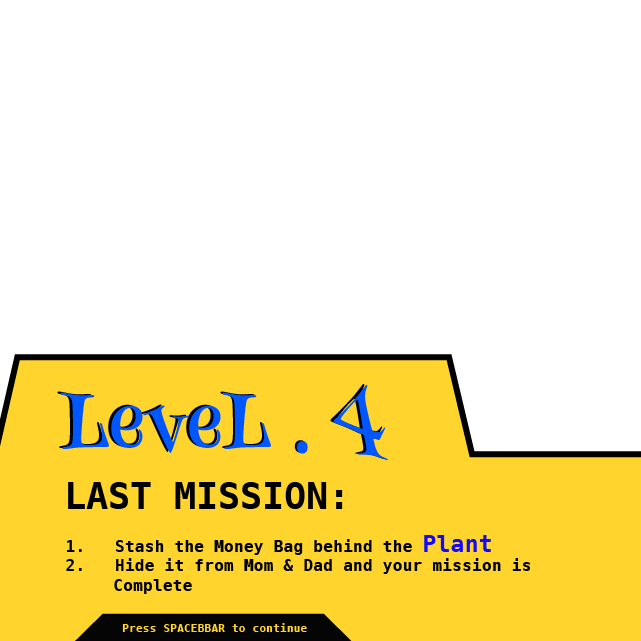 LeveL . 4
LAST MISSION:
1. Stash the Money Bag behind the Plant
2. Hide it from Mom & Dad and your mission is
Complete
Press SPACEBBAR to continue